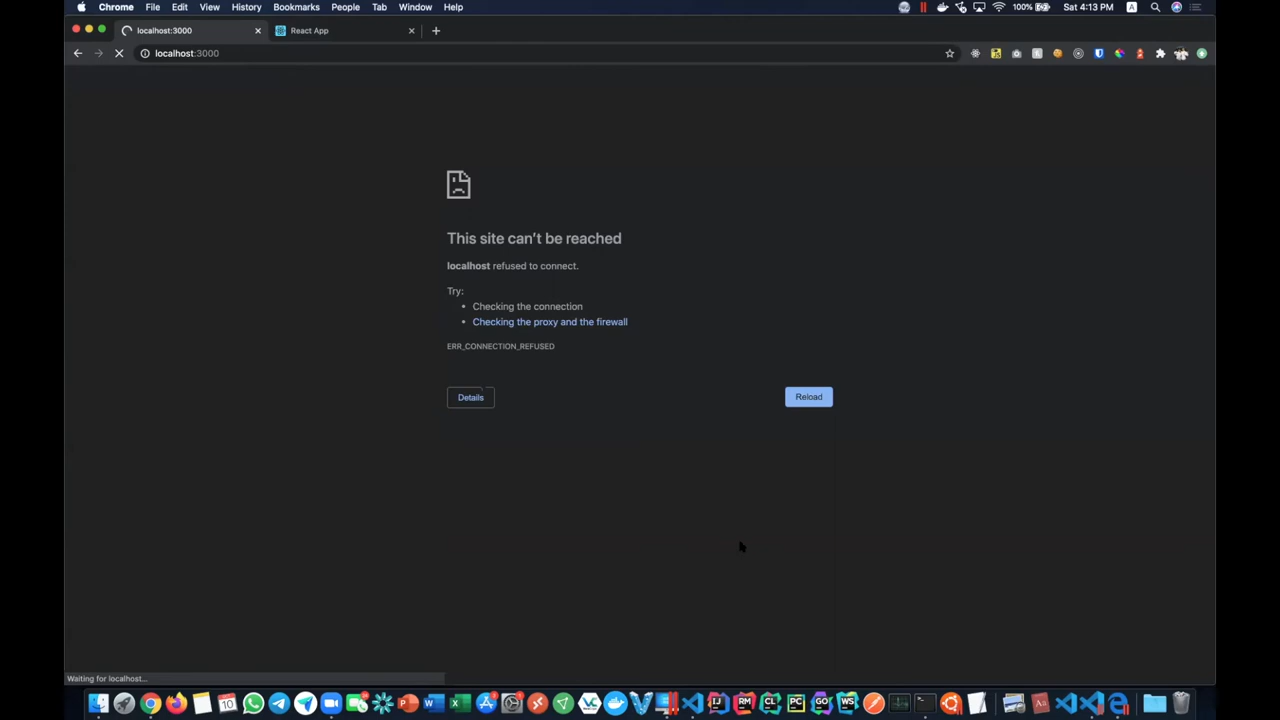 Chrome File Edit View History Bookmarks People Tab Window Help
100% Sat 4:13 PM A
localhost:3000
React App
localhost:3000
This site can't be reached
localhost refused to connect.
Try:
• Checking the connection
• Checking the proxy and the firewall
ERR_CONNECTION_REFUSED
Details
Reload
Waiting for localhost...